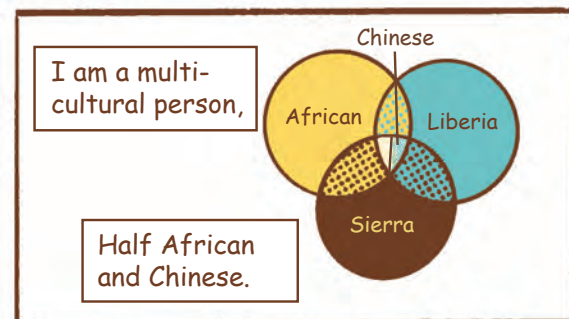 I am a multi-
cultural person,
Chinese
African
Liberia
Sierra
Half African
and Chinese.